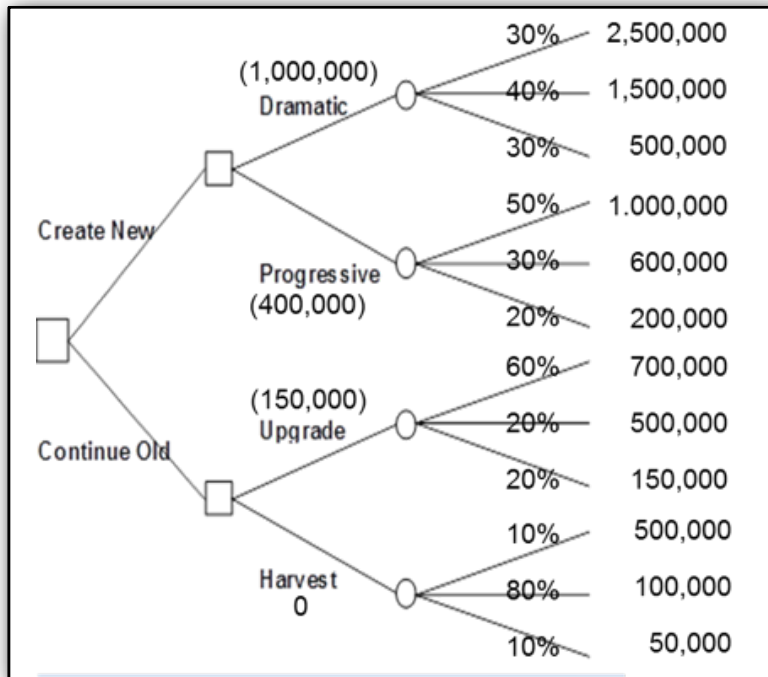 30% 2,500,000
(1,000,000)
Dramatic
40% 1,500,000
30% 500,000
Create New
50% 1.000,000
Progressive
(400,000)
30% 600,000
20% 200,000
60% 700,000
(150,000)
Upgrade
20% 500,000
Continue Old
20% 150,000
10% 500,000
Harvest
0
80% 100,000
10% 50,000